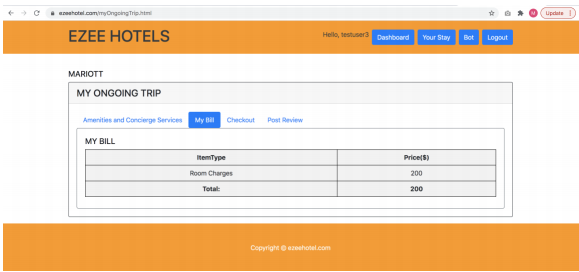 ezeehotel.com/myOngoingTrip.html
M
Update
EZEE HOTELS
Hello, testuser3
Dashboard
Your Stay
Bot
Logout
MARIOTT
MY ONGOING TRIP
Amenities and Concierge Services My Bill Checkout Post Review
MY BILL
ItemType Price($)
Room Charges 200
Total: 200
Copyright @ ezeehotel.com